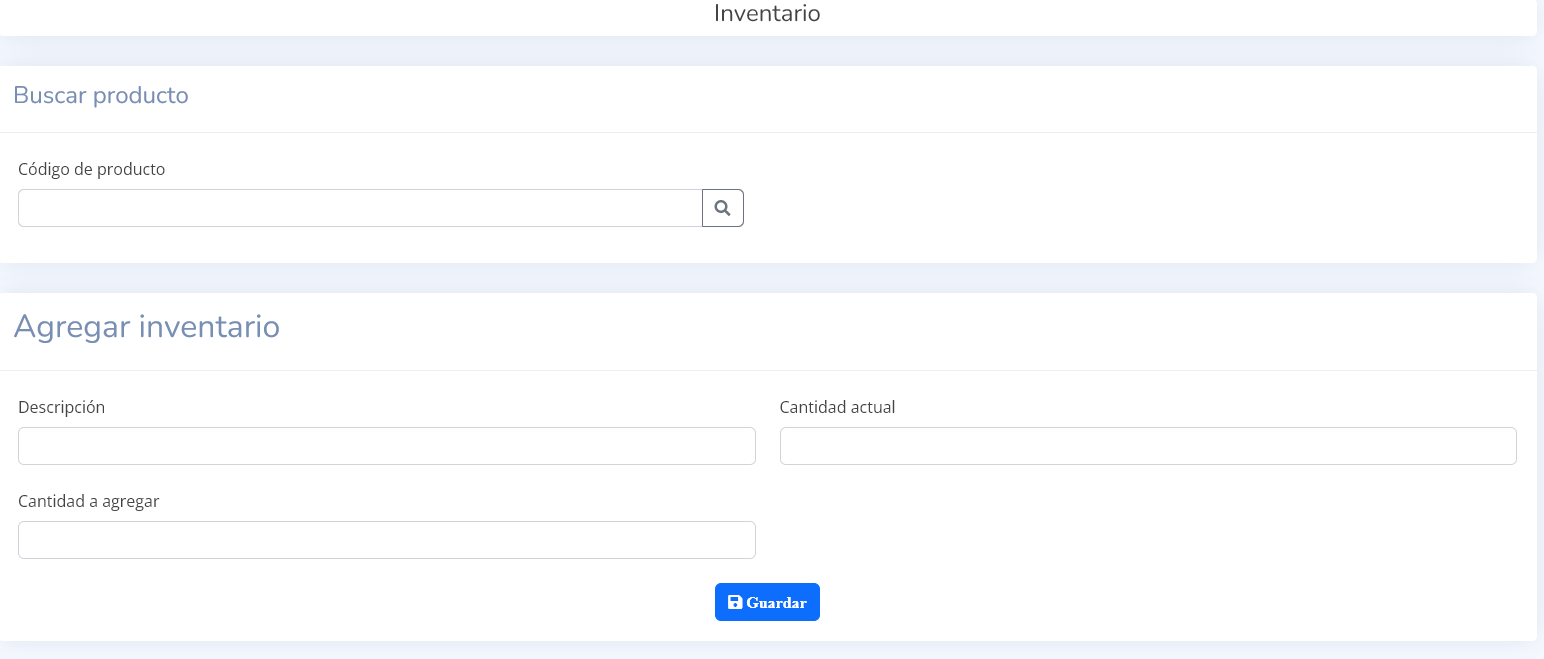 Inventario
Buscar producto
Código de producto
Agregar inventario
Descripción
Cantidad actual
Cantidad a agregar
Guardar